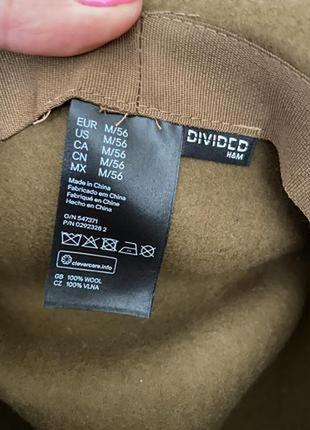 DIVIDED
H&M
EUR M/56
US M/56
CA M/56
CN M/56
MX M/56
Made in China
Fabricado em China
Fabriqué en Chine
Hecho en China
O/N 547371
P/N 0292328 2
clevercare.info
GB 100% WOOL
CZ 100% VLNA